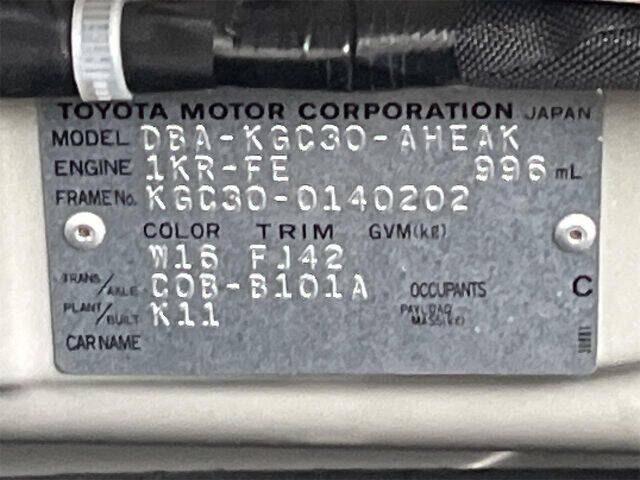 TOYOTA MOTOR CORPORATION JAPAN
MODEL DBA-KGC30-AHEAK
ENGINE 1KR-FE 996 mL
FRAME No. KGC30-0140202
COLOR TRIM GVM(kg)
W16 FJ42
TRANS/AXLE C0B-B101A OCCUPANTS C
PLANT/BUILT K11
CAR NAME